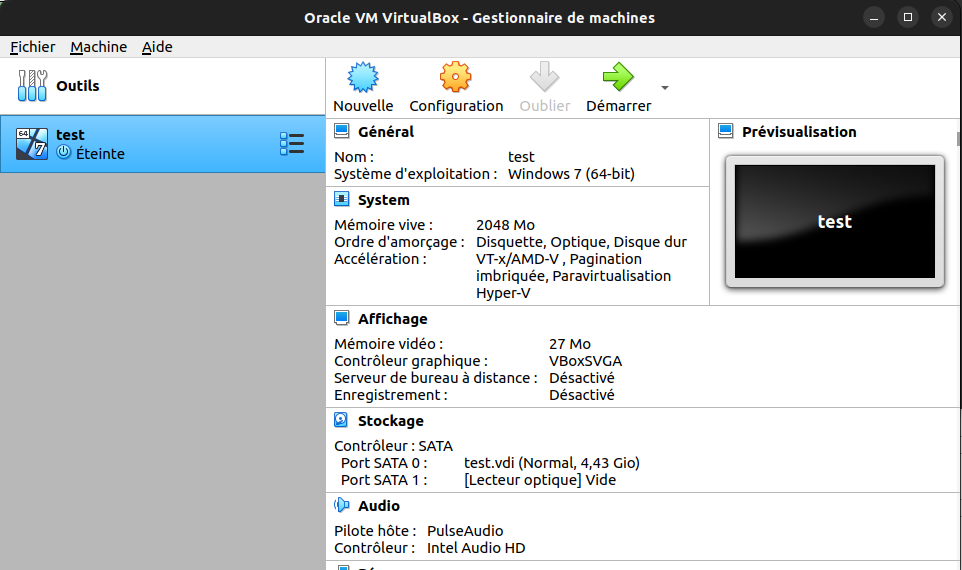 Oracle VM VirtualBox - Gestionnaire de machines
Fichier Machine Aide
Outils
test
Éteinte
64
7
Nouvelle Configuration Oublier Démarrer
Général
Nom : test
Système d'exploitation : Windows 7 (64-bit)
System
Mémoire vive : 2048 Mo
Ordre d'amorçage : Disquette, Optique, Disque dur
Accélération : VT-x/AMD-V , Pagination
imbriquée, Paravirtualisation
Hyper-V
Prévisualisation
test
Affichage
Mémoire vidéo : 27 Mo
Contrôleur graphique : VBoxSVGA
Serveur de bureau à distance : Désactivé
Enregistrement : Désactivé
Stockage
Contrôleur : SATA
Port SATA 0 : test.vdi (Normal, 4,43 Gio)
Port SATA 1 : [Lecteur optique] Vide
Audio
Pilote hôte : PulseAudio
Contrôleur : Intel Audio HD